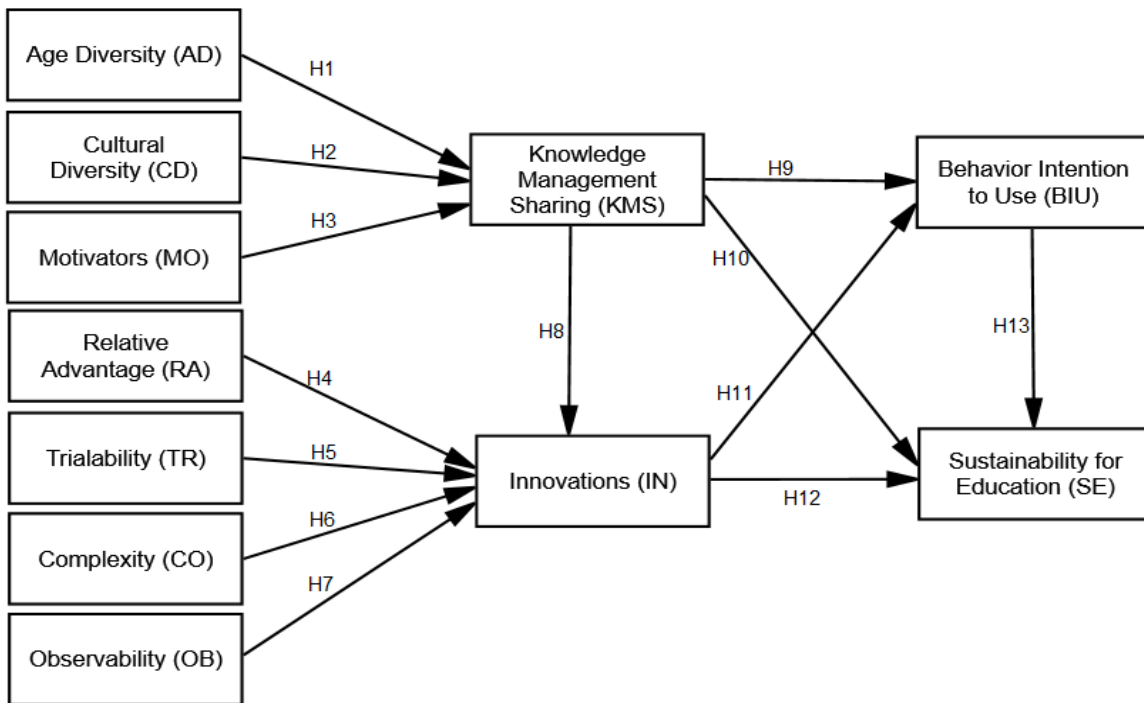 Age Diversity (AD)
H1
Cultural
Diversity (CD)
H2
Motivators (MO)
H3
Relative
Advantage (RA)
H4
Trialability (TR)
H5
Complexity (CO)
H6
Observability (OB)
H7
Knowledge
Management
Sharing (KMS)
H8
Innovations (IN)
H9
H10
H11
H12
Behavior Intention
to Use (BIU)
H13
Sustainability for
Education (SE)